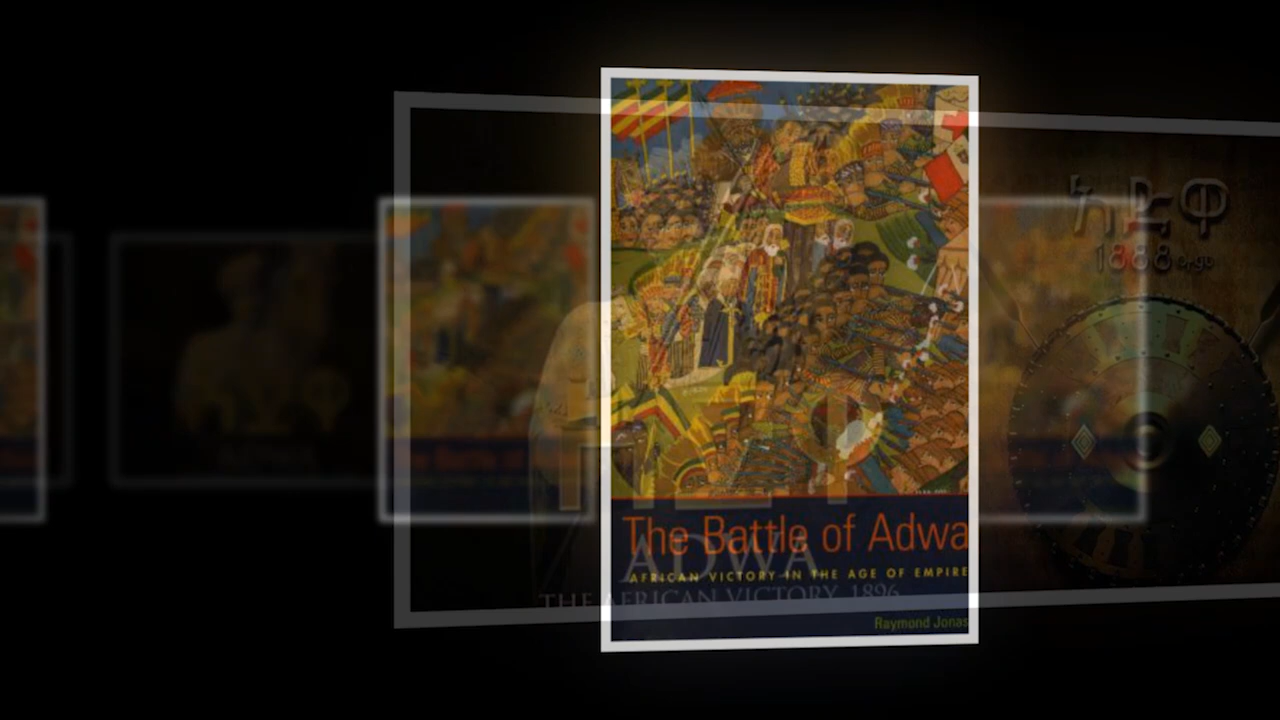 አድዋ
1888 ዓ.ም
The Battle of Adwa
ADWA
AFRICAN VICTORY IN THE AGE OF EMPIRE
THE AFRICAN VICTORY, 1896
Raymond Jonas